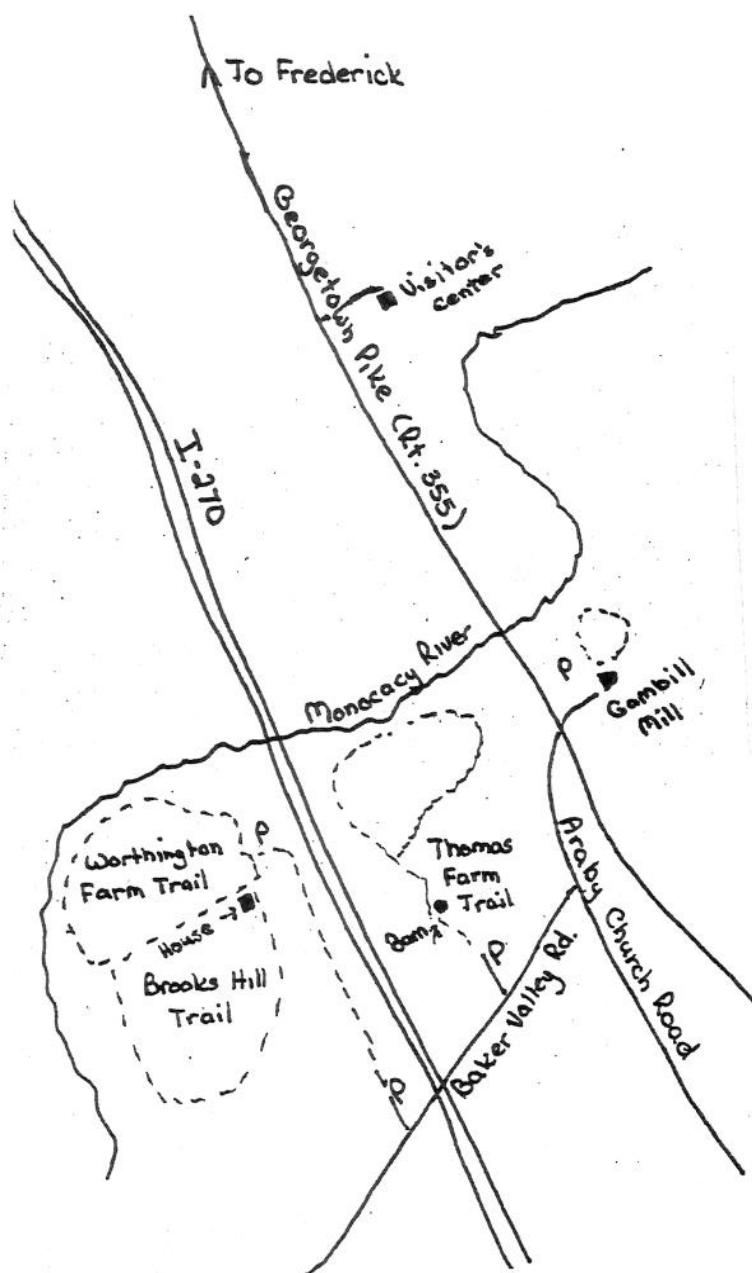 To Frederick
Georgetown Pike (Rt. 355)
Visitor's
Center
I-270
Monocacy River
P
Gambill
Mill
P
Worthington
Farm Trail
Thomas
Farm
Trail
Araby Church Road
House →
Barn
P
Brooks Hill
Trail
Baker Valley Rd.
P